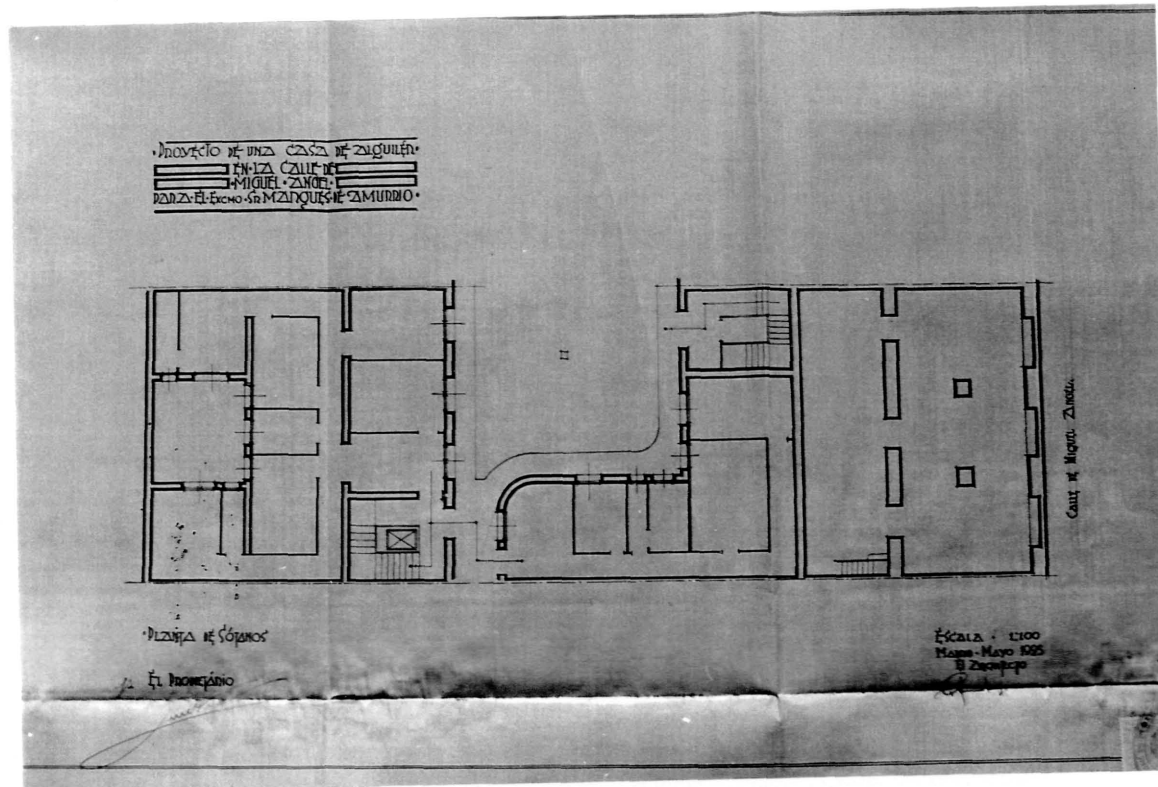 ·PROYECTO DE UNA CASA DE ALQUILER·
EN·LA CALLE DE
·MIGUEL·ANGEL·
PARA·EL·EXCMO·SR·MARQUES·DE·AMURRIO·
CALLE DE MIGUEL ANGEL.
·PLANTA DE SÓTANOS
ESCALA · 1:100
MADRID·MAYO 1925
EL ARQUITECTO
EL PROPIETARIO